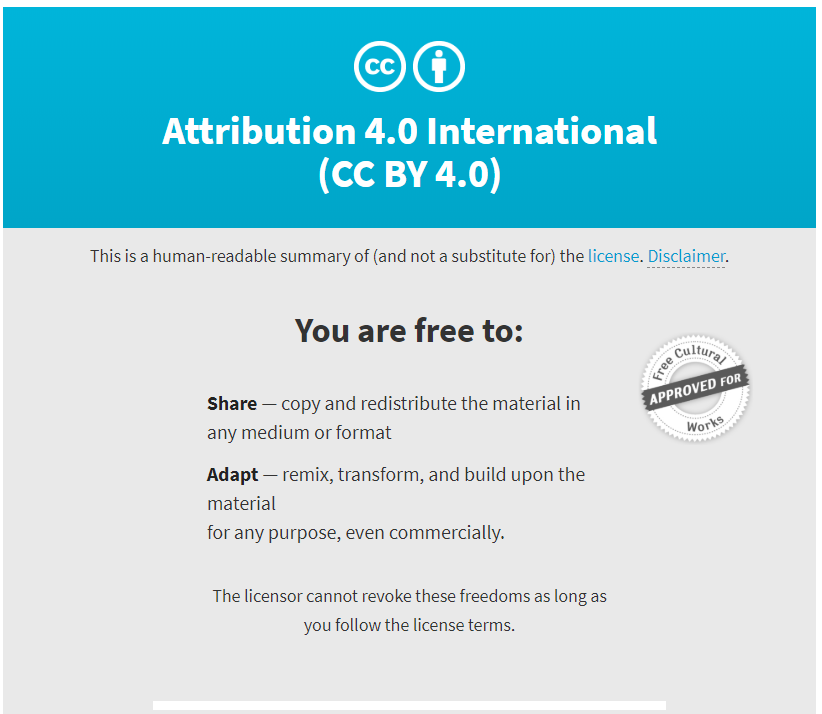 CC
Attribution 4.0 International
(CC BY 4.0)
This is a human-readable summary of (and not a substitute for) the license. Disclaimer.
You are free to:
Free Cultural
APPROVED FOR
Works
Share — copy and redistribute the material in
any medium or format
Adapt — remix, transform, and build upon the
material
for any purpose, even commercially.
The licensor cannot revoke these freedoms as long as
you follow the license terms.